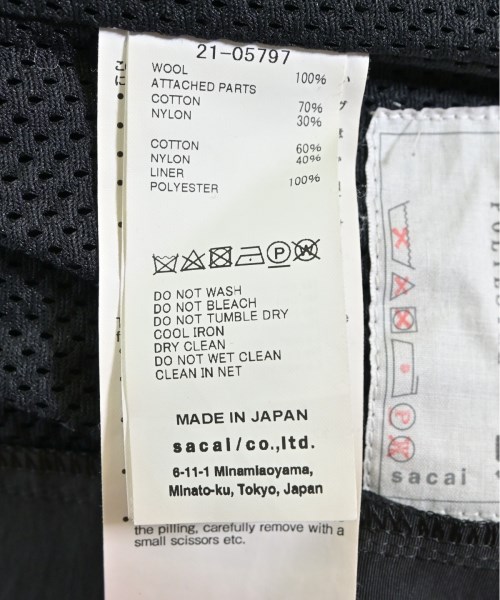 21-05797
WOOL 100%
ATTACHED PARTS
COTTON 70%
NYLON 30%
COTTON 60%
NYLON 40%
LINER
POLYESTER 100%
DO NOT WASH
DO NOT BLEACH
DO NOT TUMBLE DRY
COOL IRON
DRY CLEAN
DO NOT WET CLEAN
CLEAN IN NET
MADE IN JAPAN
sacai/co.,ltd.
6-11-1 Minamiaoyama,
Minato-ku, Tokyo, Japan
the pilling, carefully remove with a
small scissors etc.
sacai